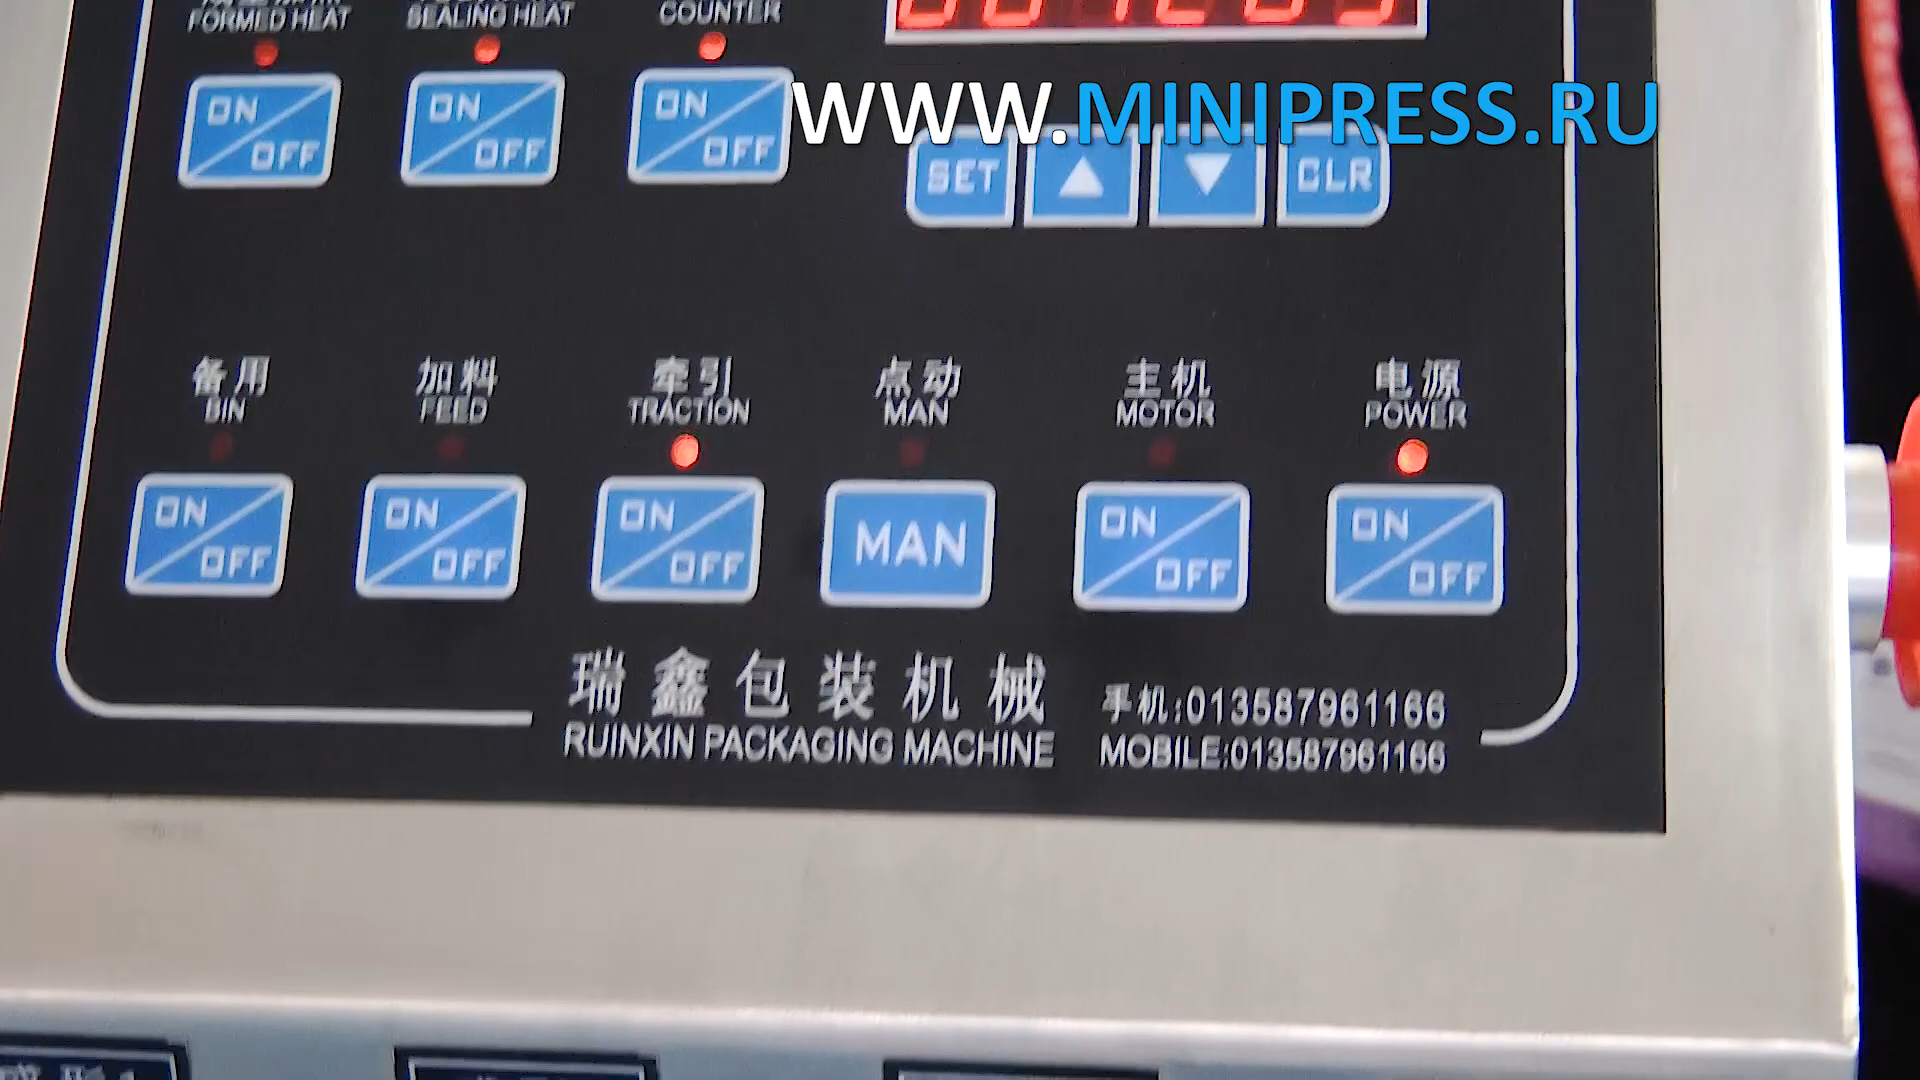 FORMED HEAT
SEALING HEAT
COUNTER
ON OFF
ON OFF
ON OFF
WWW.MINIPRESS.RU
SET
CLR
备用
BIN
加料
FEED
牵引
TRACTION
点动
MAN
主机
MOTOR
电源
POWER
ON OFF
ON OFF
ON OFF
MAN
ON OFF
ON OFF
瑞鑫包装机械
RUINXIN PACKAGING MACHINE
手机:013587961166
MOBILE:013587961166